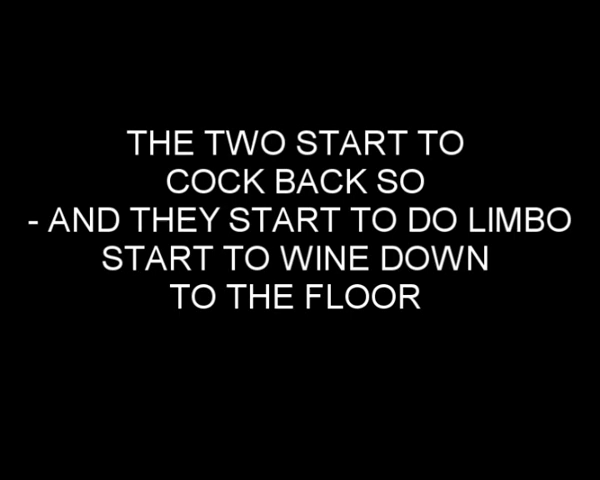 THE TWO START TO
COCK BACK SO
- AND THEY START TO DO LIMBO
START TO WINE DOWN
TO THE FLOOR